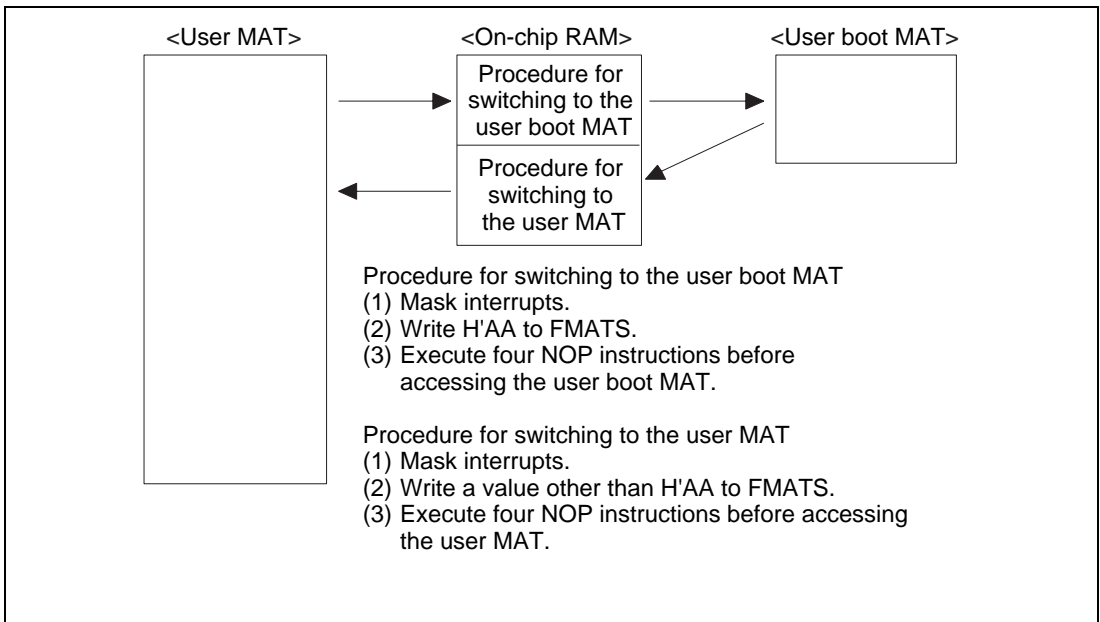 <User MAT> <On-chip RAM> <User boot MAT>
Procedure for
switching to the
user boot MAT
Procedure for
switching to
the user MAT
Procedure for switching to the user boot MAT
(1) Mask interrupts.
(2) Write H'AA to FMATS.
(3) Execute four NOP instructions before
accessing the user boot MAT.
Procedure for switching to the user MAT
(1) Mask interrupts.
(2) Write a value other than H'AA to FMATS.
(3) Execute four NOP instructions before accessing
the user MAT.